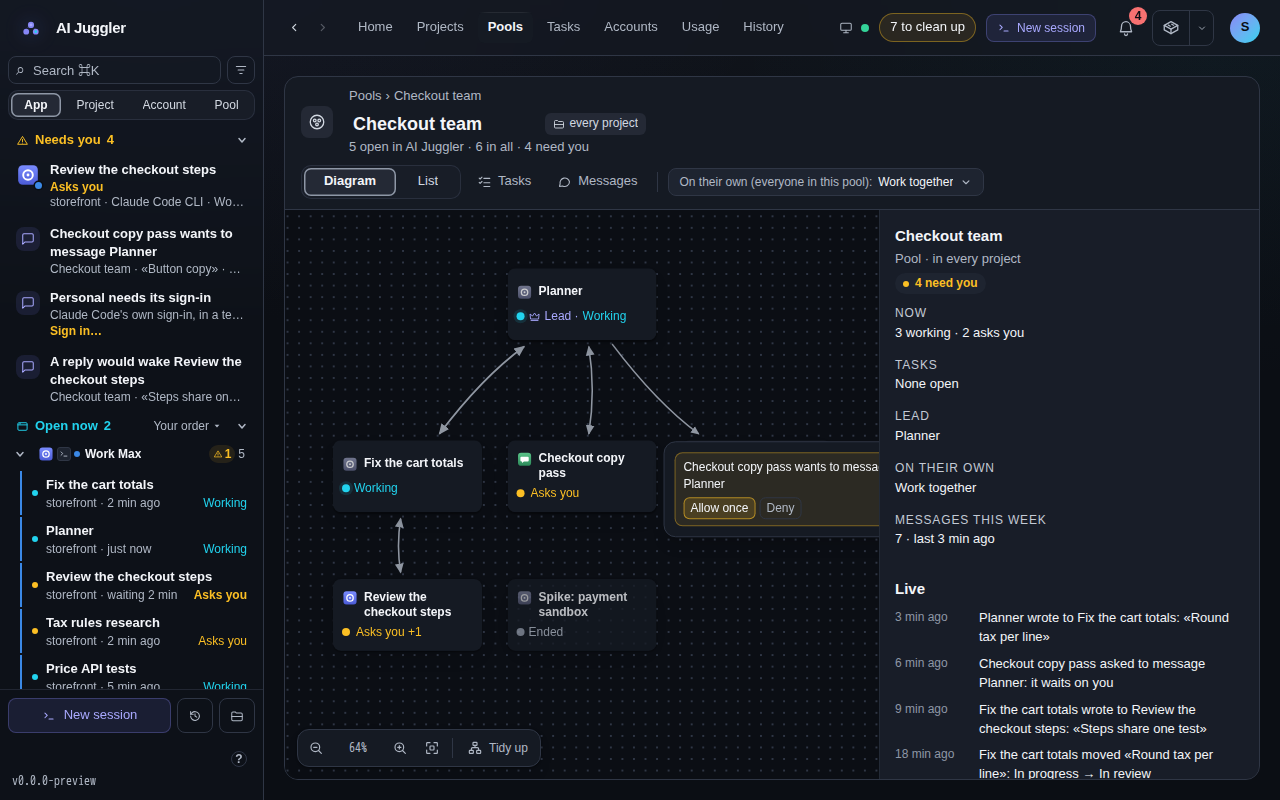 AI Juggler
Search ⌘K
App Project Account Pool
Needs you 4
Review the checkout steps
Asks you
storefront · Claude Code CLI · Wo…
Checkout copy pass wants to
message Planner
Checkout team · «Button copy» · …
Personal needs its sign-in
Claude Code's own sign-in, in a te…
Sign in…
A reply would wake Review the
checkout steps
Checkout team · «Steps share on…
Open now 2 Your order
Work Max 1 5
Fix the cart totals
storefront · 2 min ago Working
Planner
storefront · just now Working
Review the checkout steps
storefront · waiting 2 min Asks you
Tax rules research
storefront · 2 min ago Asks you
Price API tests
storefront · 5 min ago Working
New session
?
v0.0.0-preview
Home Projects Pools Tasks Accounts Usage History
7 to clean up
New session
4
S
Pools › Checkout team
Checkout team every project
5 open in AI Juggler · 6 in all · 4 need you
Diagram List Tasks Messages
On their own (everyone in this pool): Work together
Planner
Lead · Working
Fix the cart totals
Working
Checkout copy
pass
Asks you
Checkout copy pass wants to messa
Planner
Allow once Deny
Review the
checkout steps
Asks you +1
Spike: payment
sandbox
Ended
64%
Tidy up
Checkout team
Pool · in every project
4 need you
NOW
3 working · 2 asks you
TASKS
None open
LEAD
Planner
ON THEIR OWN
Work together
MESSAGES THIS WEEK
7 · last 3 min ago
Live
3 min ago Planner wrote to Fix the cart totals: «Round
tax per line»
6 min ago Checkout copy pass asked to message
Planner: it waits on you
9 min ago Fix the cart totals wrote to Review the
checkout steps: «Steps share one test»
18 min ago Fix the cart totals moved «Round tax per
line»: In progress → In review